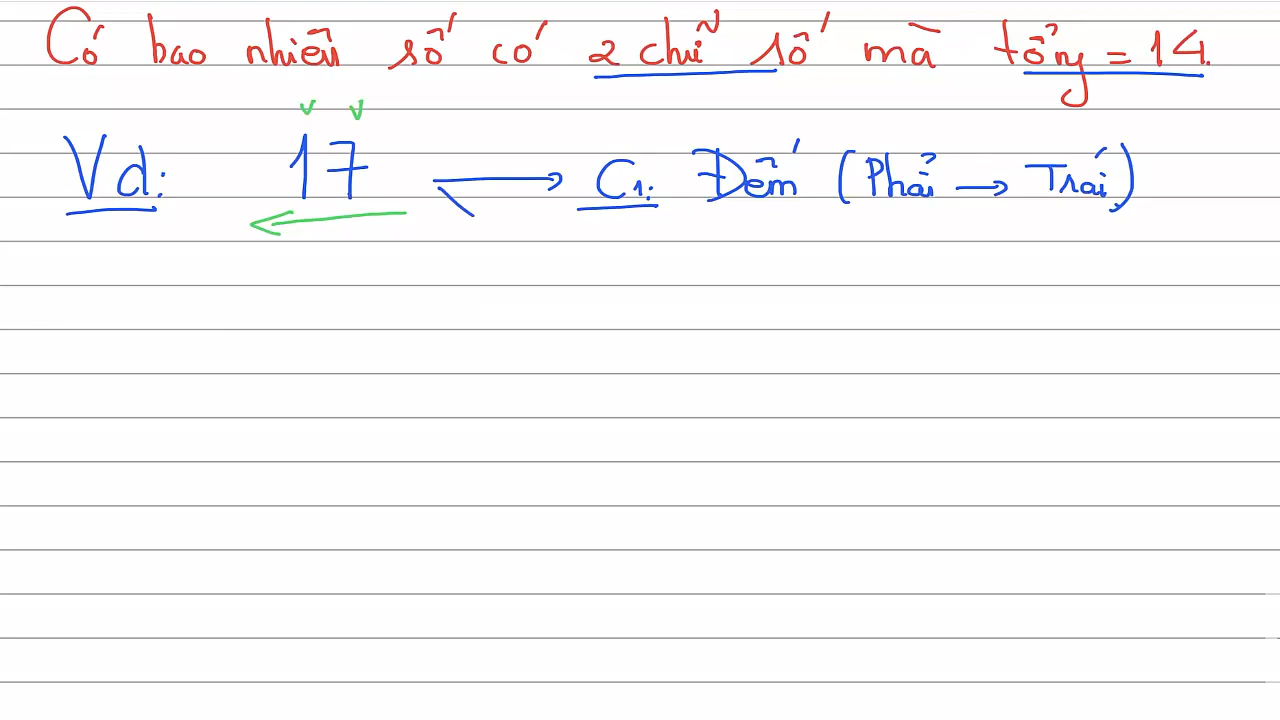 Có bao nhiêu số có 2 chữ số mà tổng = 14.
Vd: 17 → C1: Đếm (Phải → Trái)